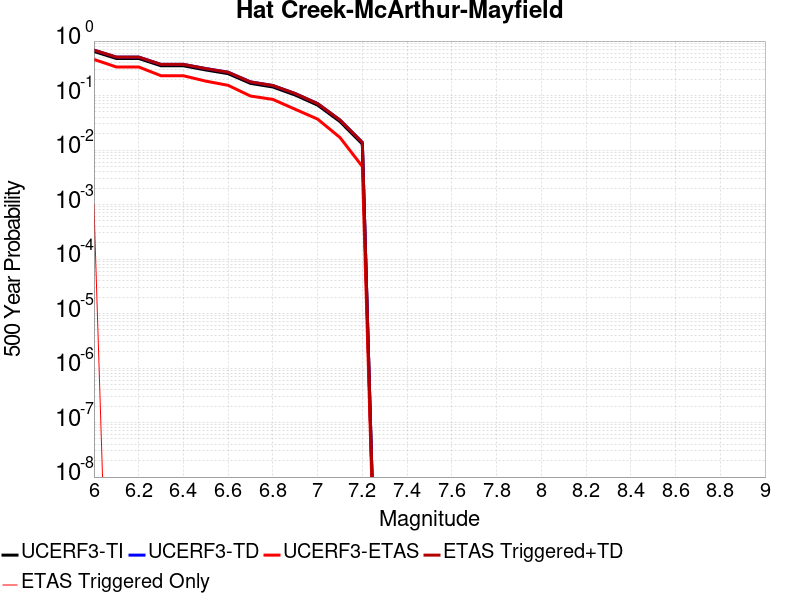 Hat Creek-McArthur-Mayfield
500 Year Probability
10^0
10^-1
10^-2
10^-3
10^-4
10^-5
10^-6
10^-7
10^-8
6 6.2 6.4 6.6 6.8 7 7.2 7.4 7.6 7.8 8 8.2 8.4 8.6 8.8 9
Magnitude
UCERF3-TI UCERF3-TD UCERF3-ETAS ETAS Triggered+TD
ETAS Triggered Only